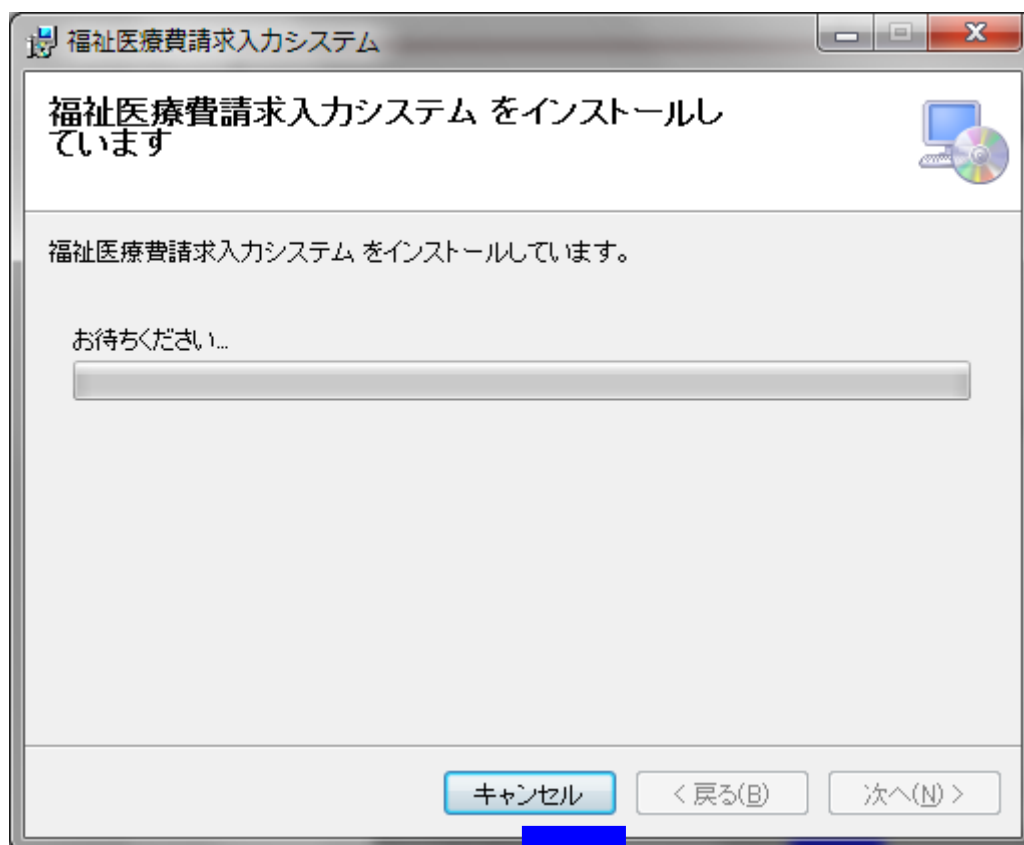 福祉医療費請求入力システム
福祉医療費請求入力システム をインストールし
ています
福祉医療費請求入力システム をインストールしています。
お待ちください...
キャンセル
< 戻る(B)
次へ(N) >